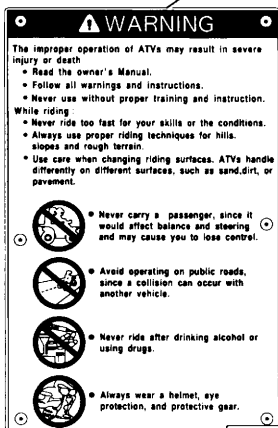 WARNING
The improper operation of ATVs may result in severe
injury or death
• Read the owner's Manual.
• Follow all warnings and instructions.
• Never use without proper training and instruction.
While riding :
• Never ride too fast for your skills or the conditions.
• Always use proper riding techniques for hills.
slopes and rough terrain.
• Use care when changing riding surfaces. ATVs handle
differently on different surfaces, such as sand,dirt, or
pavement.
• Never carry a passenger, since it
would affect balance and steering
and may cause you to lose control.
• Avoid operating on public roads,
since a collision can occur with
another vehicle.
• Never ride after drinking alcohol or
using drugs.
• Always wear a helmet, eye
protection, and protective gear.